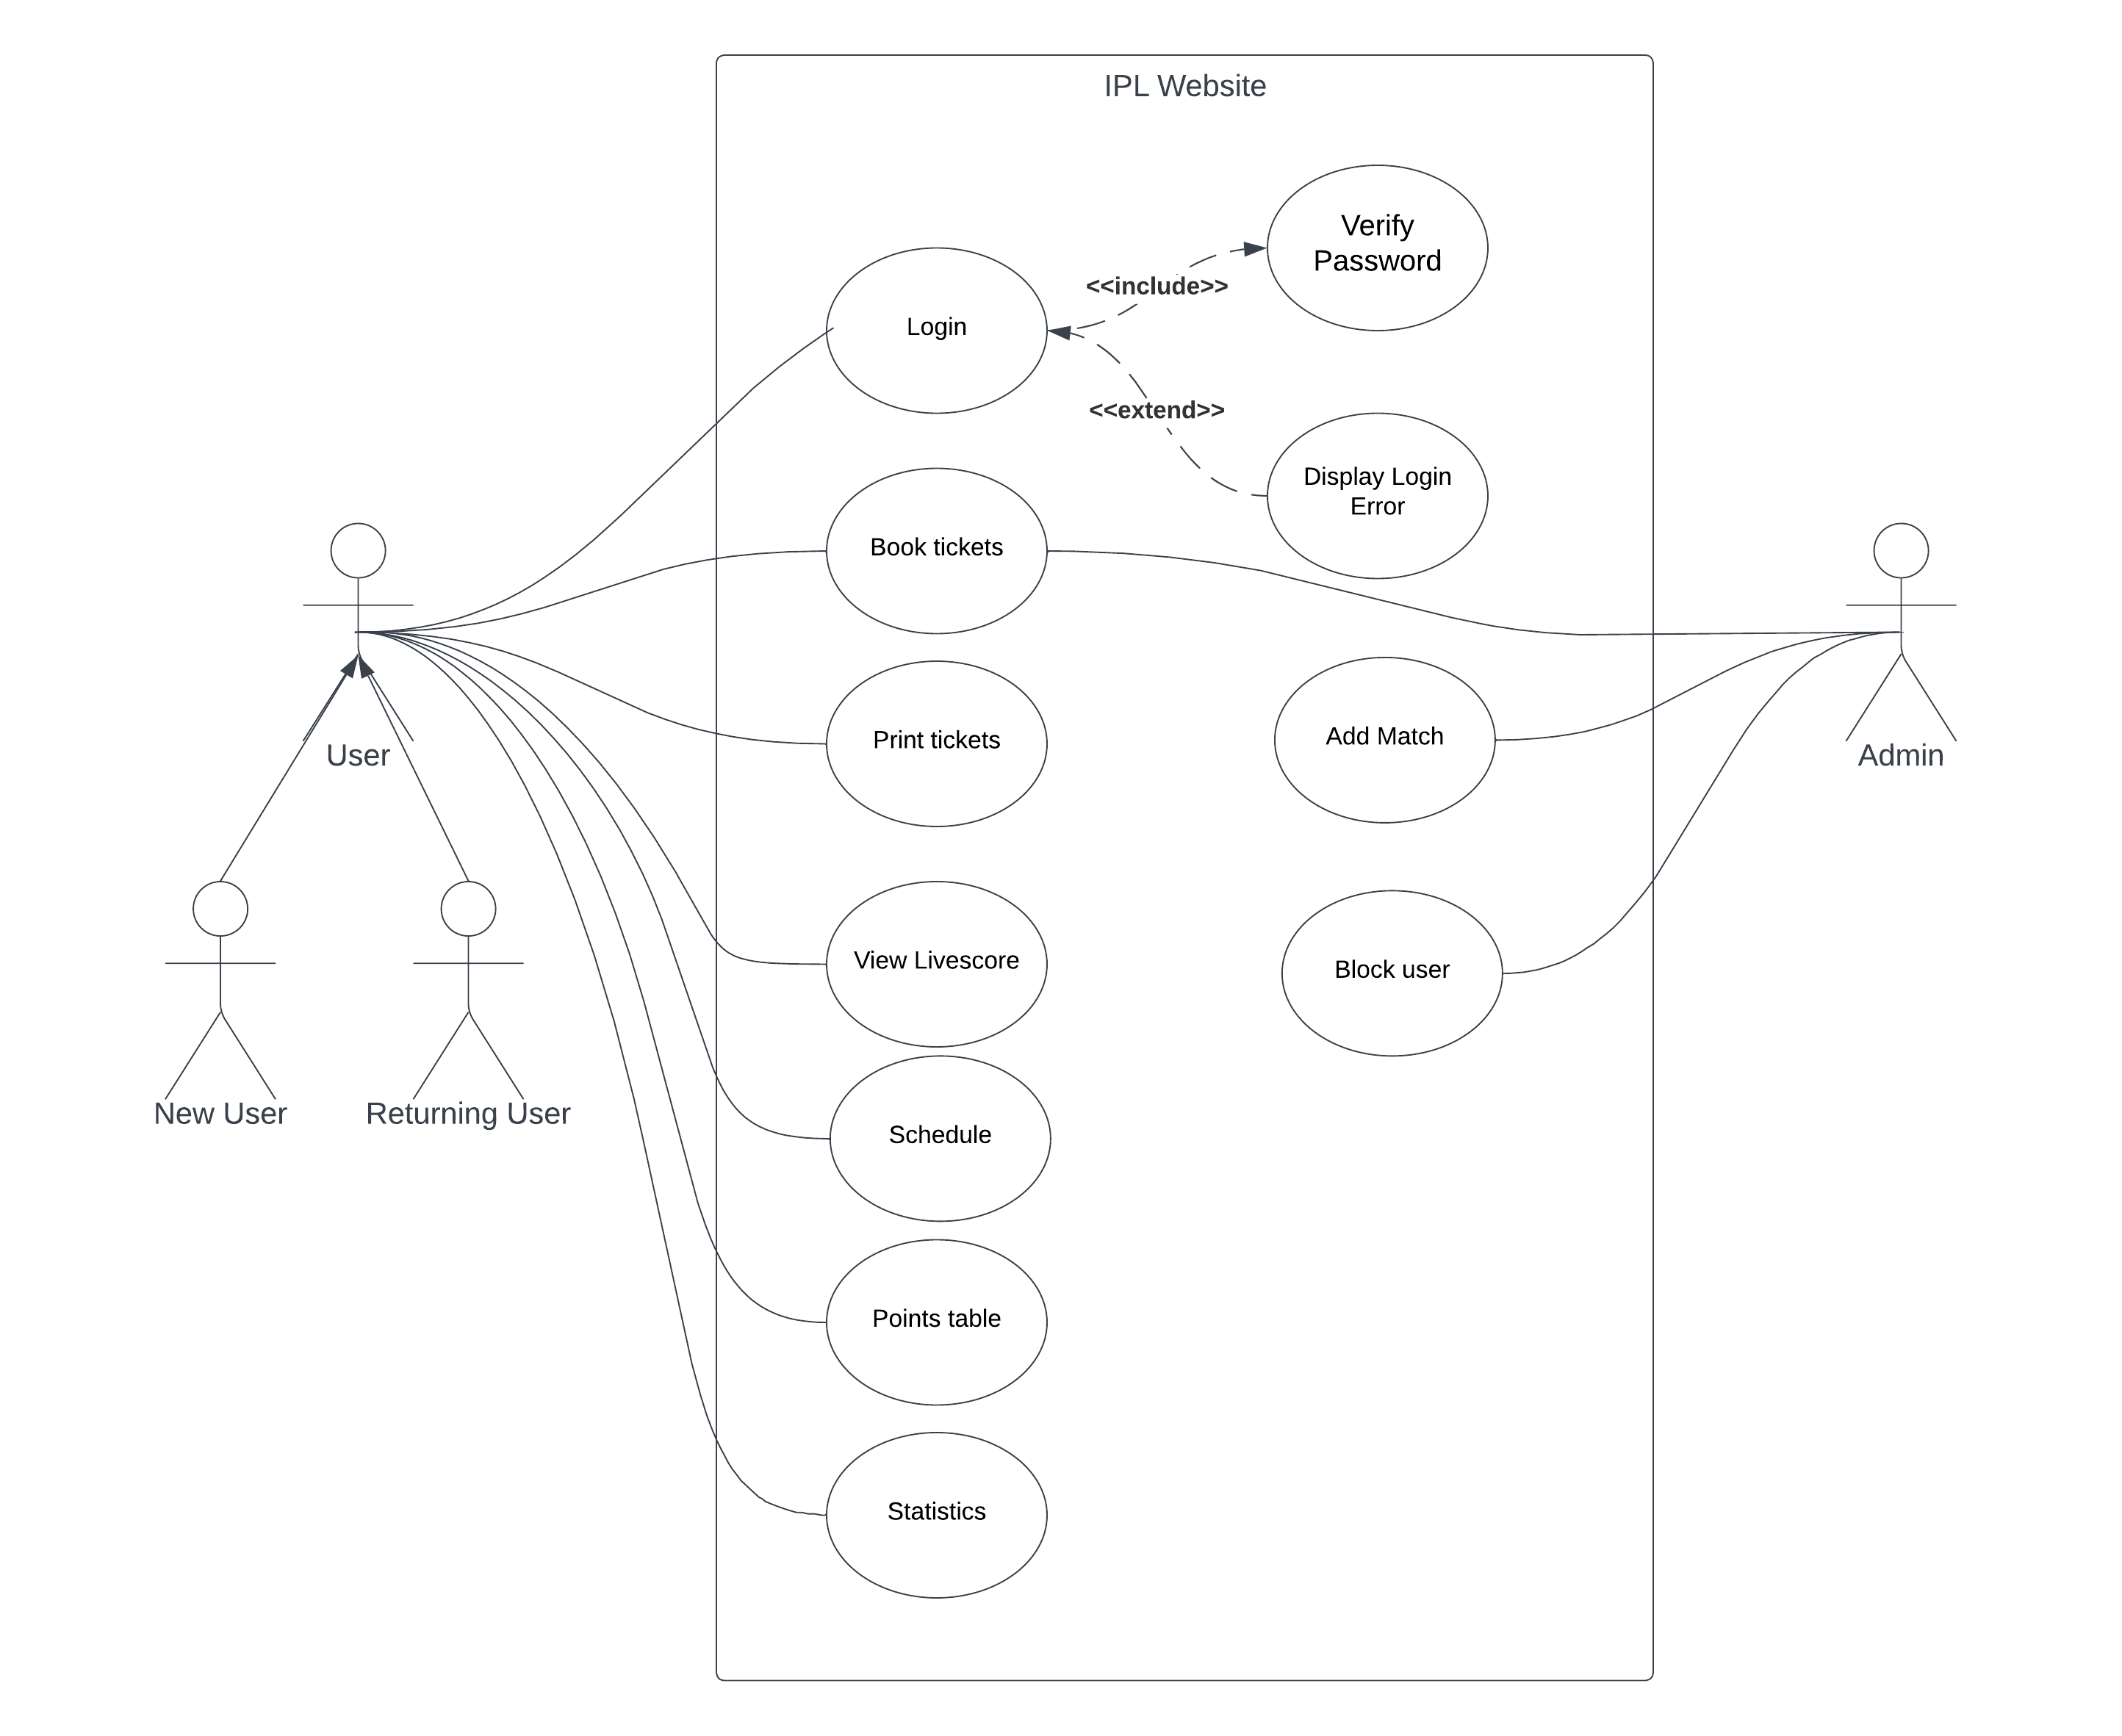 IPL Website
Verify
Password
<<include>>
Login
<<extend>>
Display Login
Error
Book tickets
Print tickets
Add Match
User
Admin
View Livescore
Block user
New User
Returning User
Schedule
Points table
Statistics